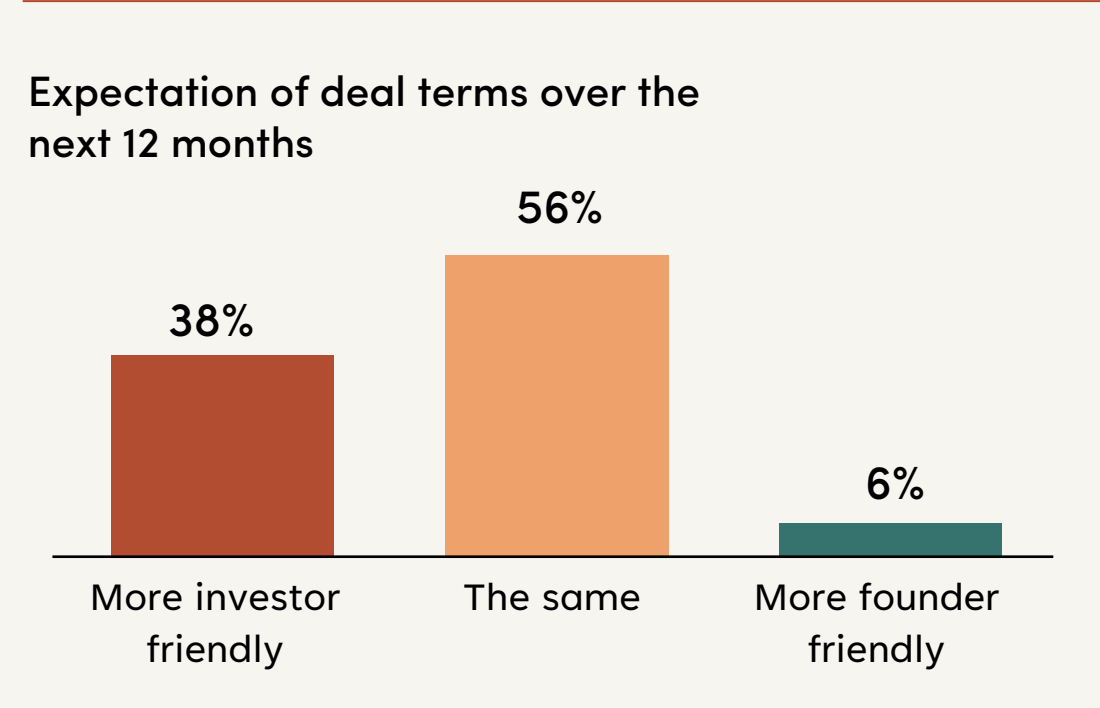 Expectation of deal terms over the
next 12 months
56%
38%
6%
More investor
friendly
The same
More founder
friendly